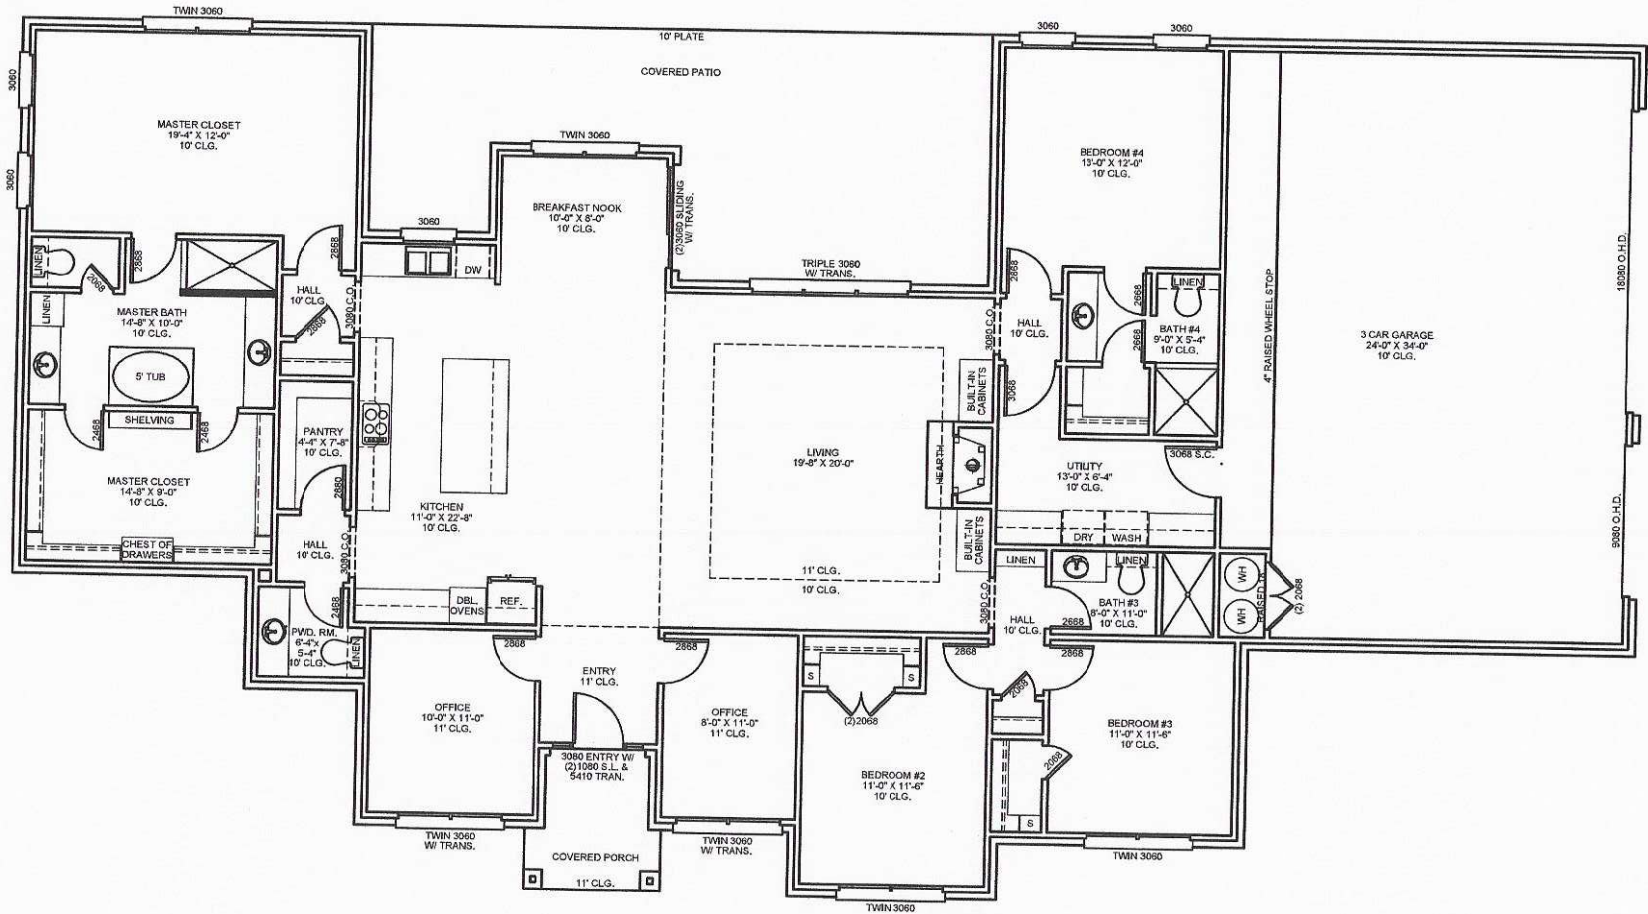 TWIN 3060
3060
3060
MASTER CLOSET
19'-4" X 12'-0"
10' CLG.
10' PLATE
COVERED PATIO
TWIN 3060
BREAKFAST NOOK
10'-0" X 8'-0"
10' CLG.
(2)3060 SLIDING
W/ TRANS.
3060
DW
TRIPLE 3060
W/ TRANS.
3060
3060
BEDROOM #4
13'-0" X 12'-0"
10' CLG.
4" RAISED WHEEL STOP
3 CAR GARAGE
24'-0" X 34'-0"
10' CLG.
18080 O.H.D.
9080 O.H.D.
LINEN
2068
2868
2868
HALL
10' CLG.
2668
3080 C.O.
LINEN
MASTER BATH
14'-8" X 10'-0"
10' CLG.
5' TUB
2468
SHELVING
2468
MASTER CLOSET
14'-8" X 9'-0"
10' CLG.
CHEST OF
DRAWERS
PANTRY
4'-4" X 7'-8"
10' CLG.
2880
HALL
10' CLG.
3080 C.O.
2468
PWD. RM.
6'-4"x
5'-4"
10' CLG.
LINEN
KITCHEN
11'-0" X 22'-8"
10' CLG.
DBL.
OVENS
REF.
LIVING
19'-8" X 20'-0"
11' CLG.
10' CLG.
HEARTH
BUILT-IN
CABINETS
BUILT-IN
CABINETS
3080 C.O.
2868
HALL
10' CLG.
3068
2668
2668
LINEN
BATH #4
9'-0" X 5'-4"
10' CLG.
3068 S.C.
UTILITY
13'-0" X 6'-4"
10' CLG.
DRY
WASH
LINEN
LINEN
3080 C.O.
HALL
10' CLG.
BATH #3
8'-0" X 11'-0"
10' CLG.
2668
WH
WH
RAISED 18"
(2) 2068
2868
OFFICE
10'-0" X 11'-0"
11' CLG.
ENTRY
11' CLG.
2868
OFFICE
8'-0" X 11'-0"
11' CLG.
3080 ENTRY W/
(2)1080 S.L. &
5410 TRAN.
S
S
(2)2068
2868
2868
2068
BEDROOM #2
11'-0" X 11'-6"
10' CLG.
BEDROOM #3
11'-0" X 11'-6"
10' CLG.
2068
S
TWIN 3060
W/ TRANS.
COVERED PORCH
11' CLG.
TWIN 3060
W/ TRANS.
TWIN 3060
TWIN 3060